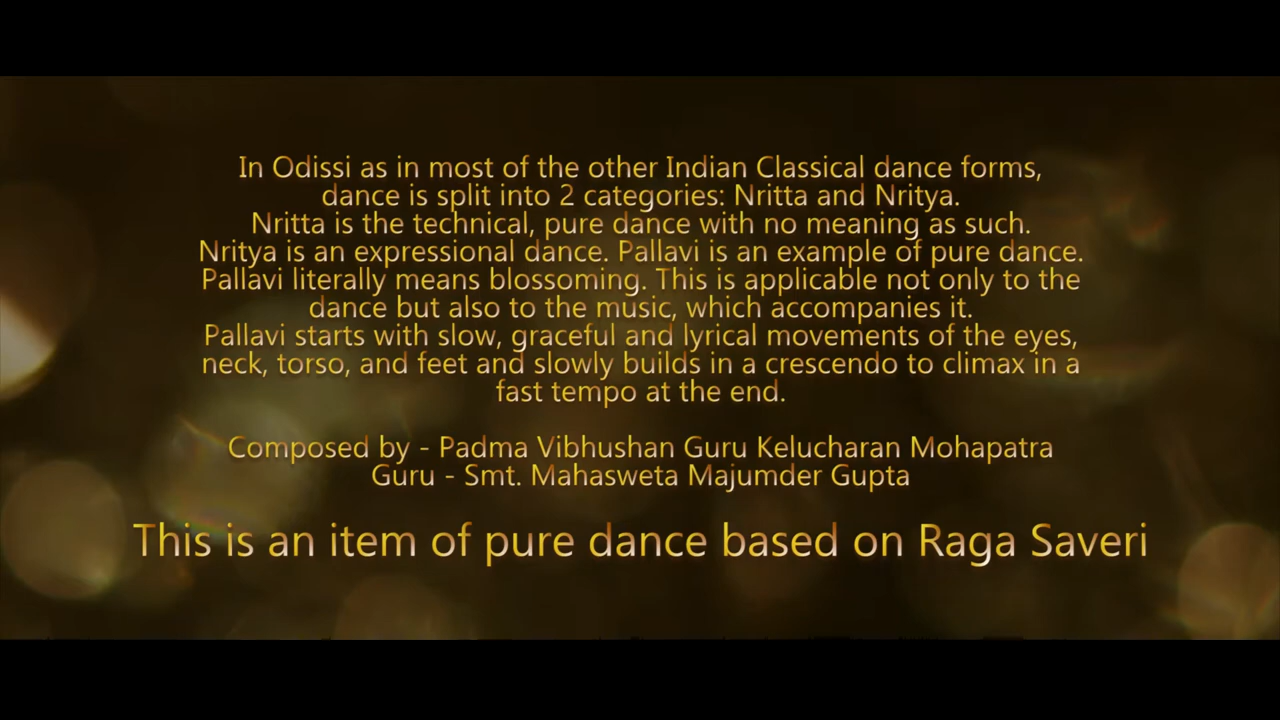 In Odissi as in most of the other Indian Classical dance forms,
dance is split into 2 categories: Nritta and Nritya.
Nritta is the technical, pure dance with no meaning as such.
Nritya is an expressional dance. Pallavi is an example of pure dance.
Pallavi literally means blossoming. This is applicable not only to the
dance but also to the music, which accompanies it.
Pallavi starts with slow, graceful and lyrical movements of the eyes,
neck, torso, and feet and slowly builds in a crescendo to climax in a
fast tempo at the end.
Composed by - Padma Vibhushan Guru Kelucharan Mohapatra
Guru - Smt. Mahasweta Majumder Gupta
This is an item of pure dance based on Raga Saveri